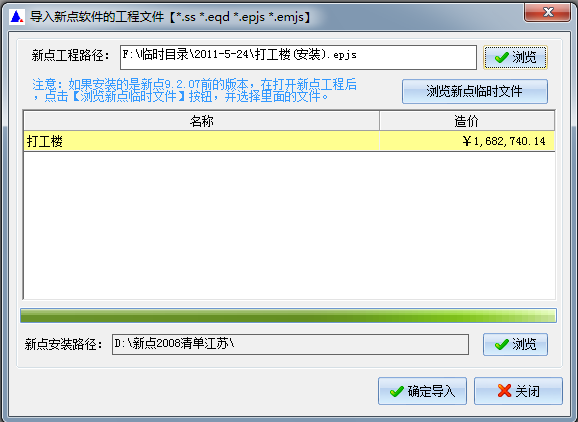 导入新点软件的工程文件【*.ss *.eqd *.epjs *.emjs】
新点工程路径： F:\临时目录\2011-5-24\打工楼(安装).epjs 浏览
注意：如果安装的是新点9.2.07前的版本，在打开新点工程后
，点击【浏览新点临时文件】按钮，并选择里面的文件。
浏览新点临时文件
名称 造价
打工楼 ￥1,682,740.14
新点安装路径： D:\新点2008清单江苏\ 浏览
确定导入 关闭